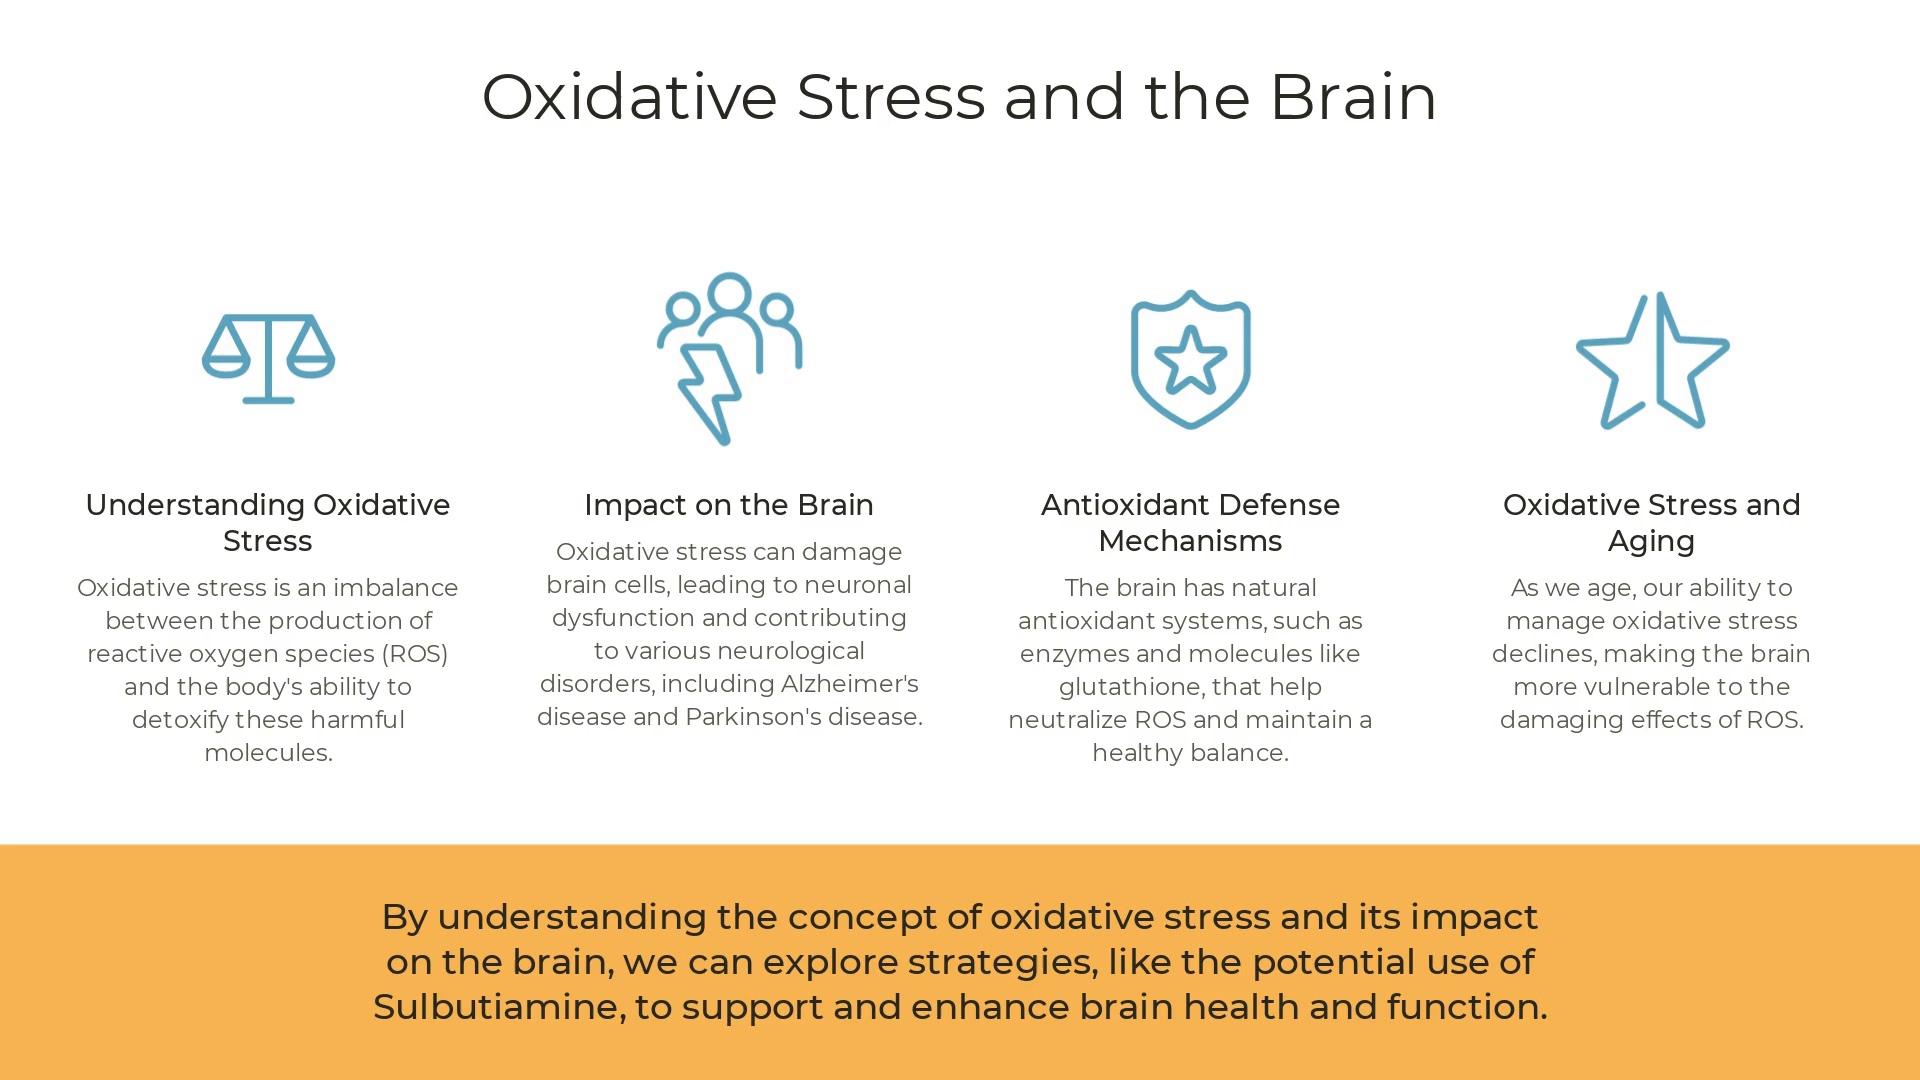 Oxidative Stress and the Brain
Understanding Oxidative
Stress
Oxidative stress is an imbalance
between the production of
reactive oxygen species (ROS)
and the body's ability to
detoxify these harmful
molecules.
Impact on the Brain
Oxidative stress can damage
brain cells, leading to neuronal
dysfunction and contributing
to various neurological
disorders, including Alzheimer's
disease and Parkinson's disease.
Antioxidant Defense
Mechanisms
The brain has natural
antioxidant systems, such as
enzymes and molecules like
glutathione, that help
neutralize ROS and maintain a
healthy balance.
Oxidative Stress and
Aging
As we age, our ability to
manage oxidative stress
declines, making the brain
more vulnerable to the
damaging effects of ROS.
By understanding the concept of oxidative stress and its impact
on the brain, we can explore strategies, like the potential use of
Sulbutiamine, to support and enhance brain health and function.